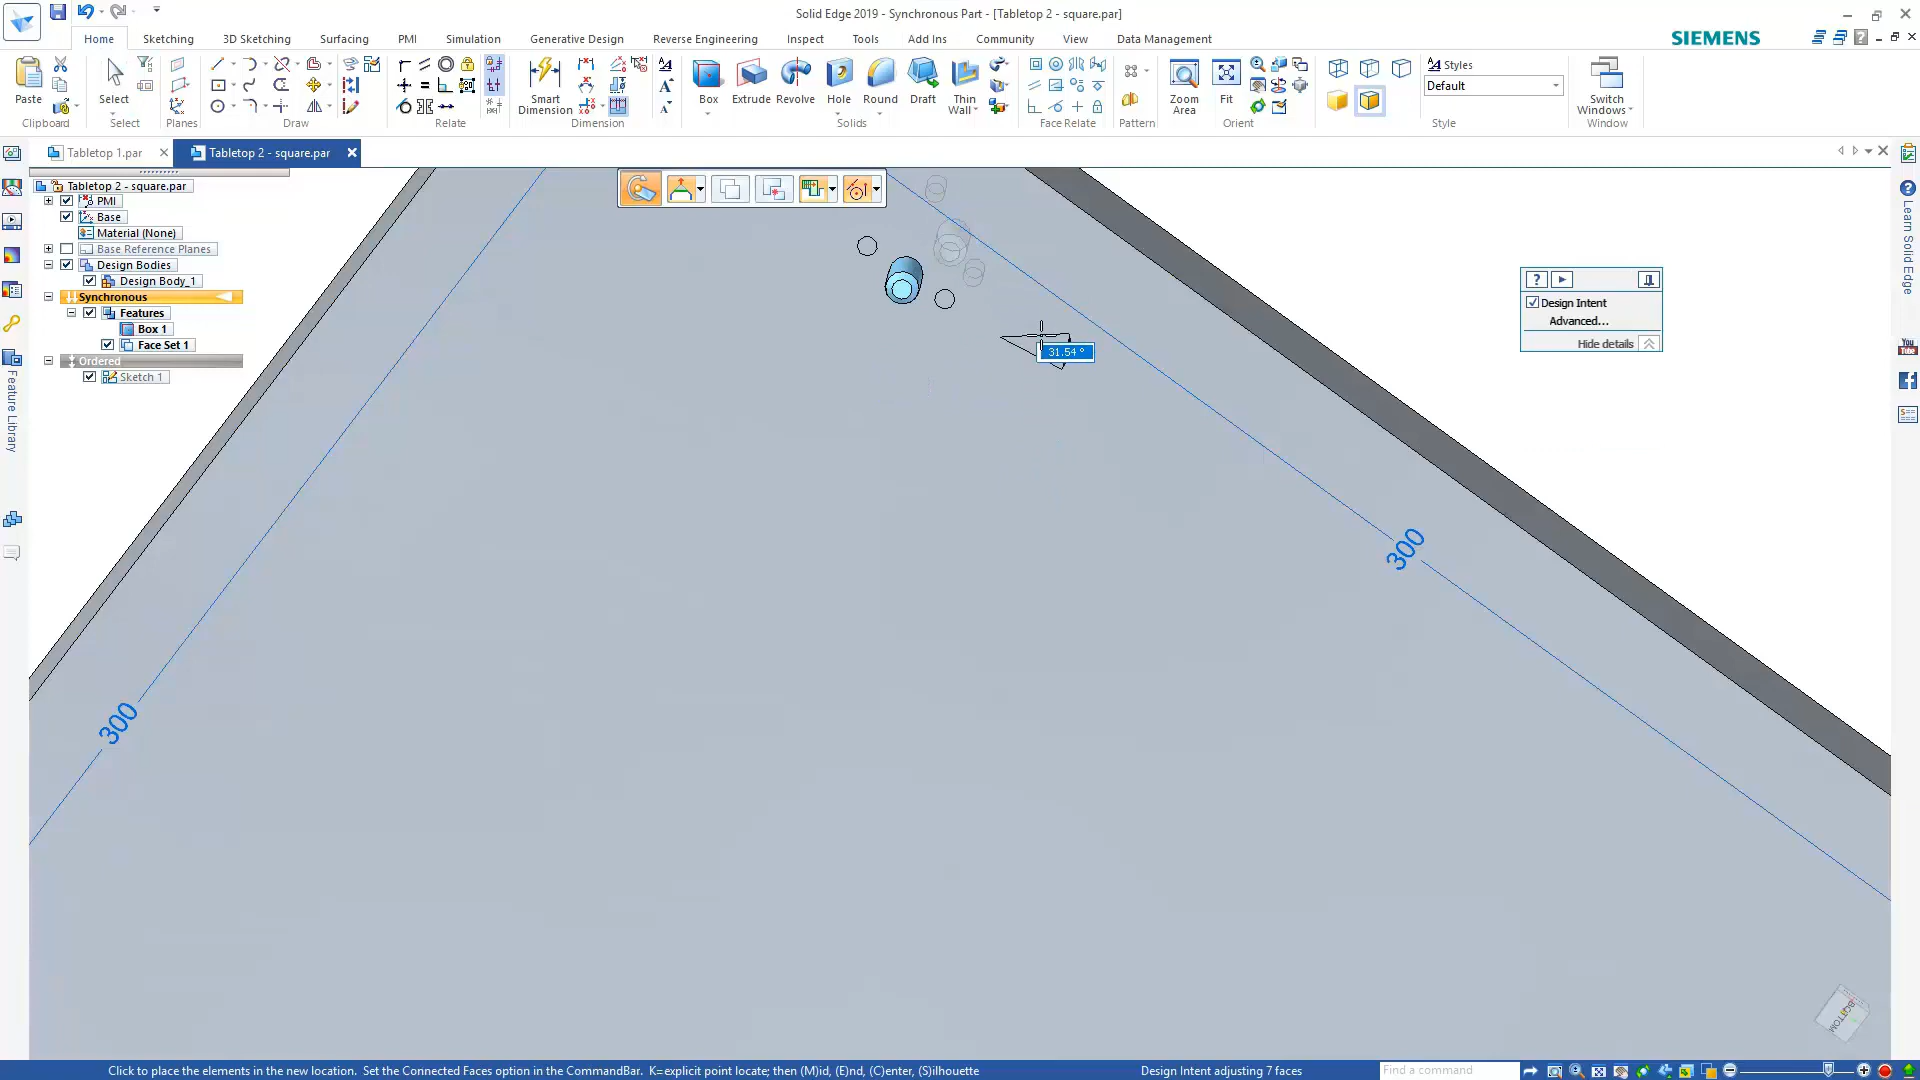 Solid Edge 2019 - Synchronous Part - [Tabletop 2 - square.par]
Home Sketching 3D Sketching Surfacing PMI Simulation Generative Design Reverse Engineering Inspect Tools Add Ins Community View Data Management
SIEMENS
Paste
Clipboard
Select
Select
Planes
Draw
Relate
Smart
Dimension
Dimension
Box Extrude Revolve Hole Round Draft Thin
Wall
Solids
Face Relate
Pattern
Zoom
Area
Fit
Orient
Styles
Default
Style
Switch
Windows
Window
Tabletop 1.par
Tabletop 2 - square.par
Tabletop 2 - square.par
PMI
Base
Material (None)
Base Reference Planes
Design Bodies
Design Body_1
Synchronous
Features
Box 1
Face Set 1
Ordered
Sketch 1
Feature Library
31.54 °
300
300
Design Intent
Advanced...
Hide details
Learn Solid Edge
You
Tube
BOTTOM
Click to place the elements in the new location. Set the Connected Faces option in the CommandBar. K=explicit point locate; then (M)id, (E)nd, (C)enter, (S)ilhouette
Design Intent adjusting 7 faces
Find a command